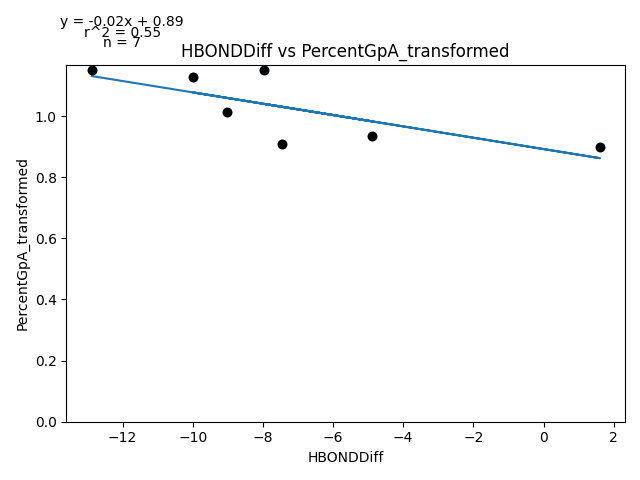 y = -0.02x + 0.89
r^2 = 0.55
n = 7
HBONDDiff vs PercentGpA_transformed
PercentGpA_transformed
1.0
0.8
0.6
0.4
0.2
0.0
−12 −10 −8 −6 −4 −2 0 2
HBONDDiff